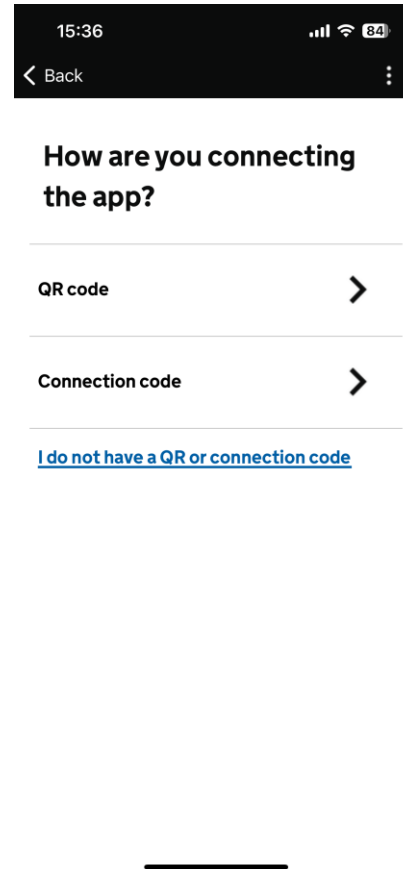 15:36
84
Back
How are you connecting
the app?
QR code
Connection code
I do not have a QR or connection code